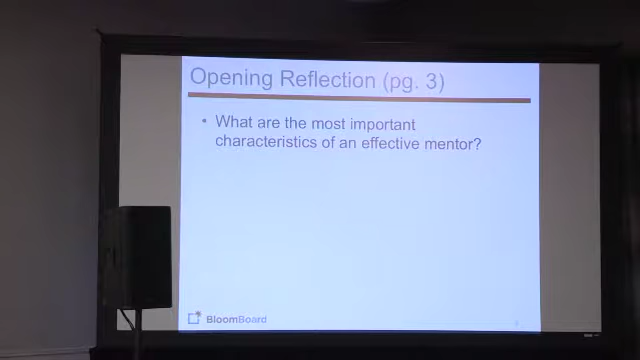 Opening Reflection (pg. 3)
• What are the most important
characteristics of an effective mentor?
BloomBoard